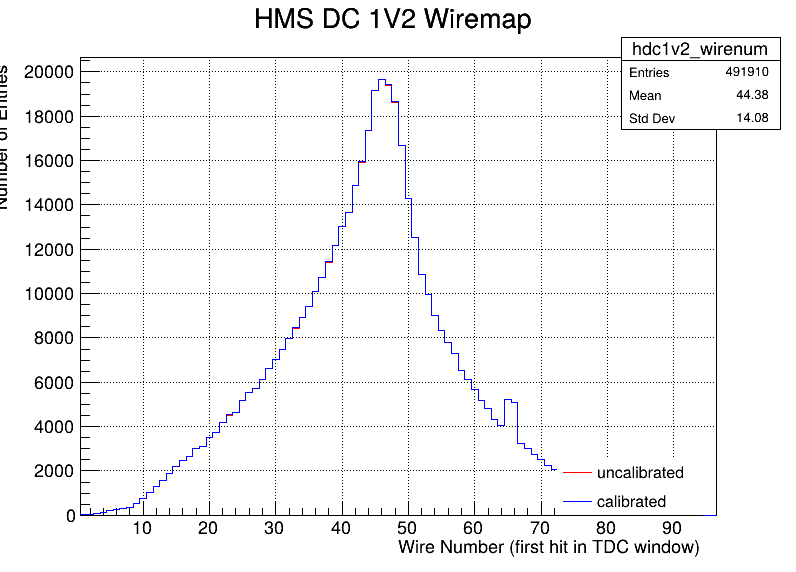 HMS DC 1V2 Wiremap
hdc1v2_wirenum
Entries 491910
Mean 44.38
Std Dev 14.08
Number of Entries
20000
18000
16000
14000
12000
10000
8000
6000
4000
2000
0
uncalibrated
calibrated
10 20 30 40 50 60 70 80 90
Wire Number (first hit in TDC window)